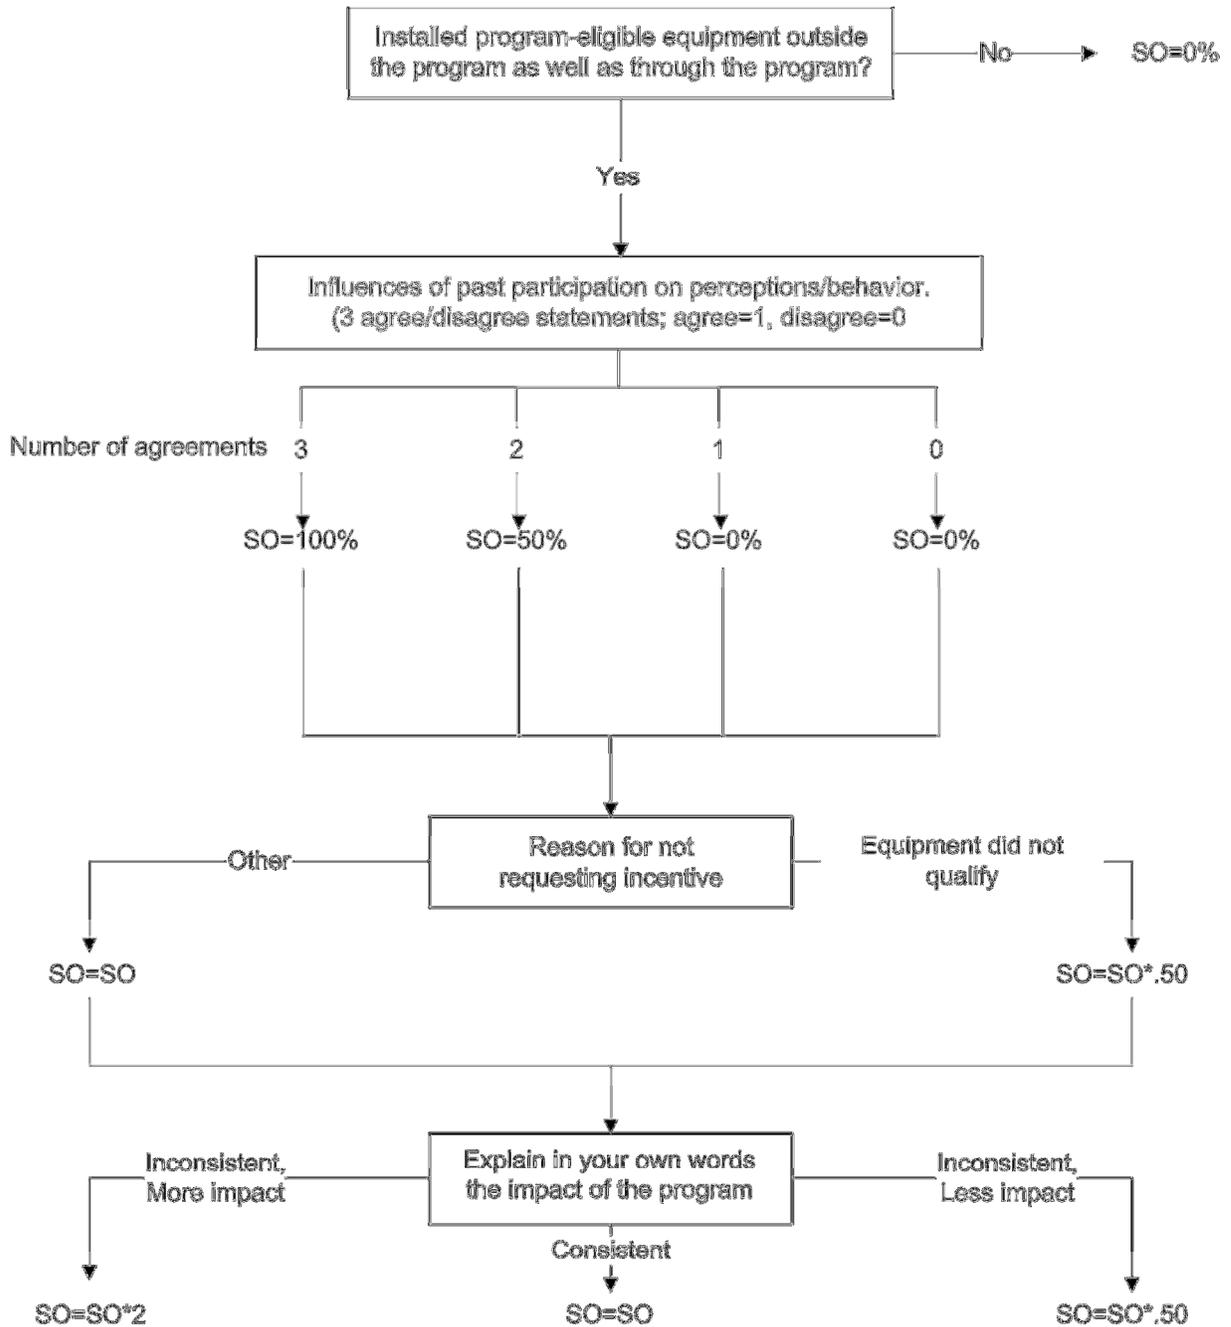 Installed program-eligible equipment outside
the program as well as through the program?
No
SO=0%
Yes
Influences of past participation on perceptions/behavior.
(3 agree/disagree statements; agree=1, disagree=0
Number of agreements 3 2 1 0
SO=100% SO=50% SO=0% SO=0%
Other
Reason for not
requesting incentive
Equipment did not
qualify
SO=SO
SO=SO*.50
Inconsistent,
More impact
Explain in your own words
the impact of the program
Inconsistent,
Less impact
Consistent
SO=SO*2
SO=SO
SO=SO*.50